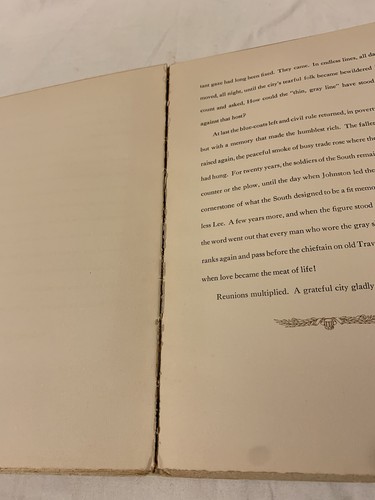 tant gaze had long been fixed. They came. In endless lines, all da
moved, all night, until the city's warful folk became bewildered
count and asked, How could the "thin, gray line" have stood
against that host?
At last the blue-coats left and civil rule returned, in pover
but with a memory that made the humblest rich. The falle
raised again, the peaceful smoke of busy trade rose where th
had hung. For twenty years, the soldiers of the South remai
counter or the plow, until the day when Johnston led the
cornerstone of what the South designed to be a fit memo
less Lee. A few years more, and when the figure stood
the word went out that every man who wore the gray s
ranks again and pass before the chieftain on old Trav
when love became the meat of life!
Reunions multiplied. A grateful city gladly